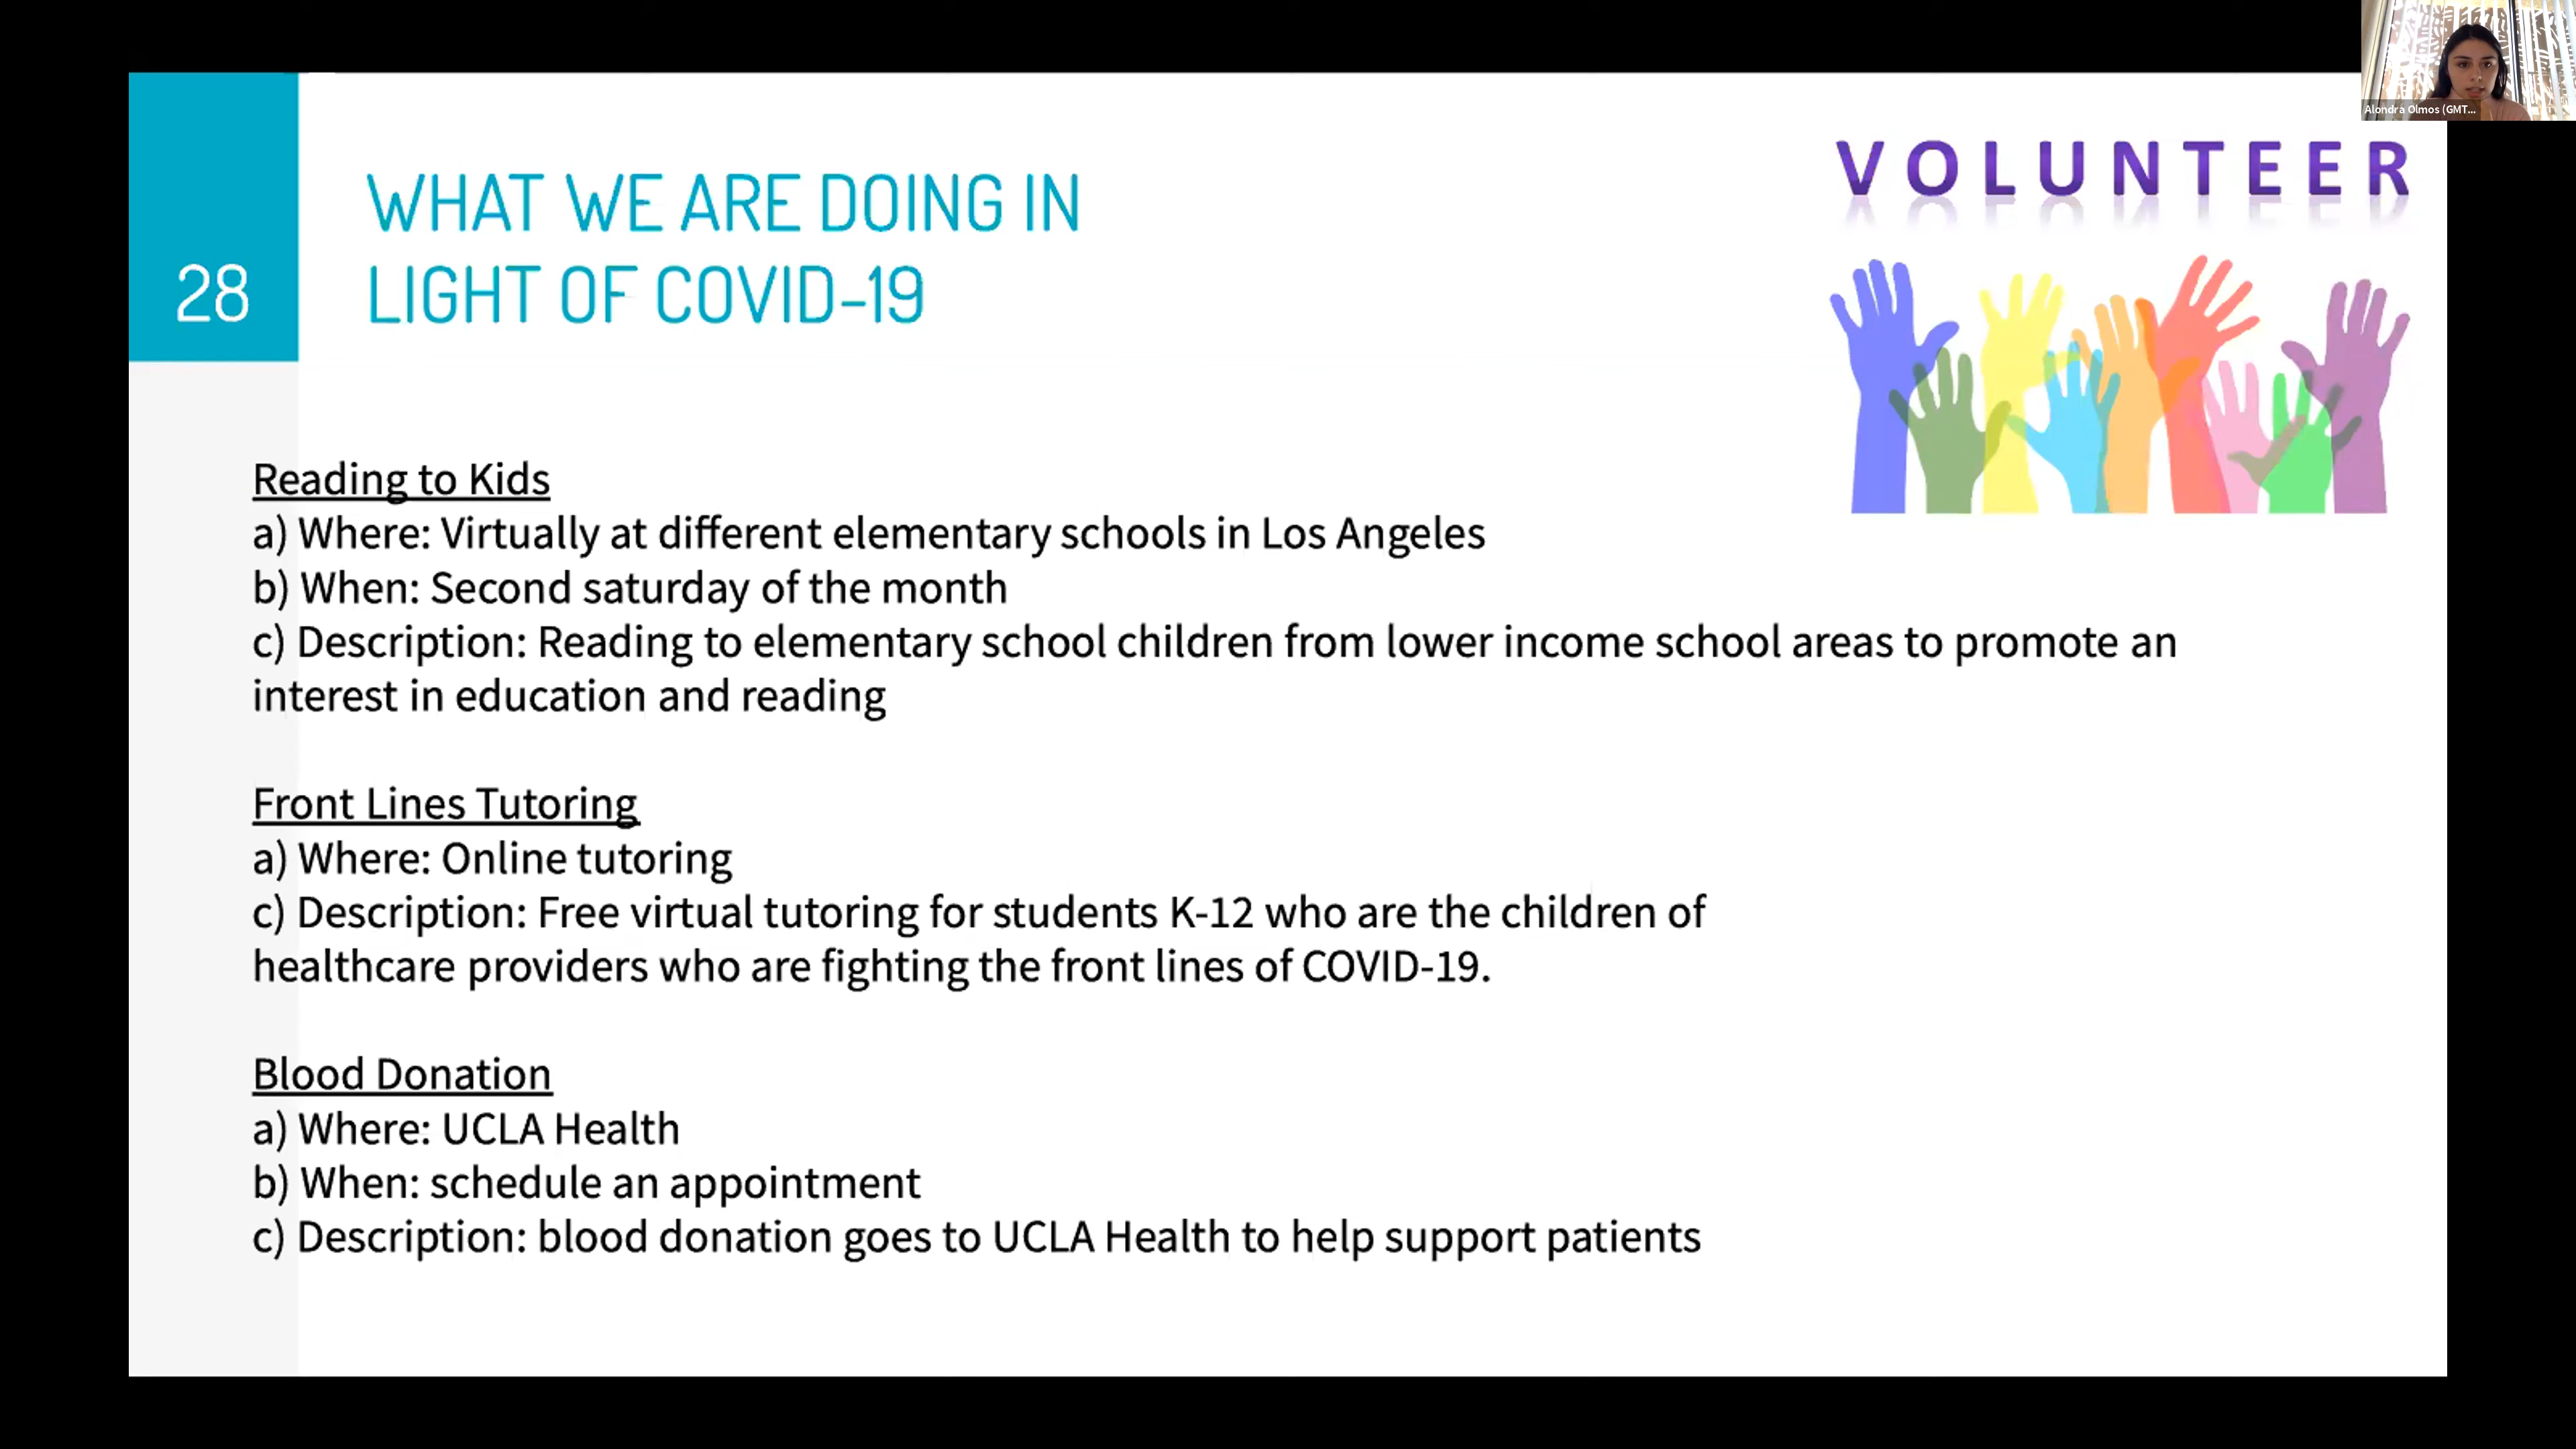 Alondra Olmos (GMT...
VOLUNTEER
28
WHAT WE ARE DOING IN
LIGHT OF COVID-19
Reading to Kids
a) Where: Virtually at different elementary schools in Los Angeles
b) When: Second saturday of the month
c) Description: Reading to elementary school children from lower income school areas to promote an
interest in education and reading
Front Lines Tutoring
a) Where: Online tutoring
c) Description: Free virtual tutoring for students K-12 who are the children of
healthcare providers who are fighting the front lines of COVID-19.
Blood Donation
a) Where: UCLA Health
b) When: schedule an appointment
c) Description: blood donation goes to UCLA Health to help support patients